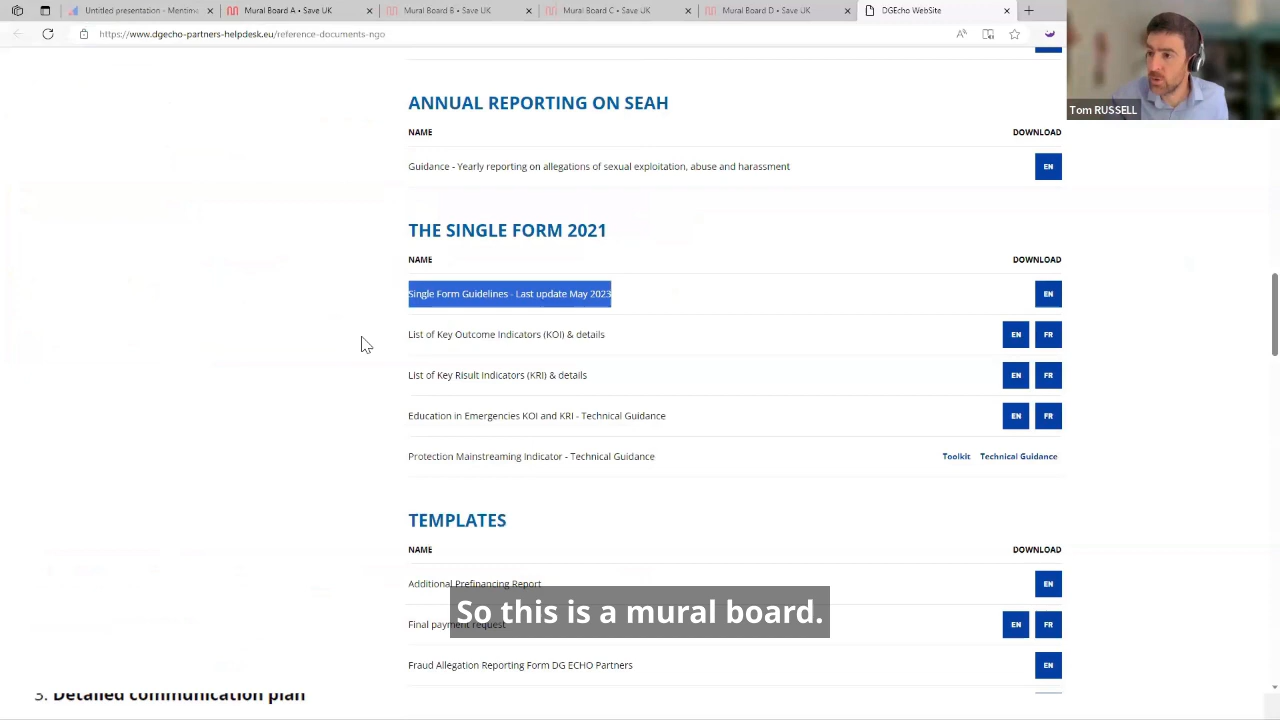 Untitled presentation - Mentime
Mural Board A • Save UK
Mural Board B • Save UK
Mural Board C • Save UK
Mural Board D • Save UK
DGEcho WebSite
https://www.dgecho-partners-helpdesk.eu/reference-documents-ngo
Tom RUSSELL
ANNUAL REPORTING ON SEAH
NAME DOWNLOAD
Guidance - Yearly reporting on allegations of sexual exploitation, abuse and harassment EN
THE SINGLE FORM 2021
NAME DOWNLOAD
Single Form Guidelines - Last update May 2023 EN
List of Key Outcome Indicators (KOI) & details EN FR
List of Key Risult Indicators (KRI) & details EN FR
Education in Emergencies KOI and KRI - Technical Guidance EN FR
Protection Mainstreaming Indicator - Technical Guidance Toolkit Technical Guidance
TEMPLATES
NAME DOWNLOAD
Additional Prefinancing Report EN
So this is a mural board.
Final payment request EN FR
Fraud Allegation Reporting Form DG ECHO Partners EN
3. Detailed communication plan